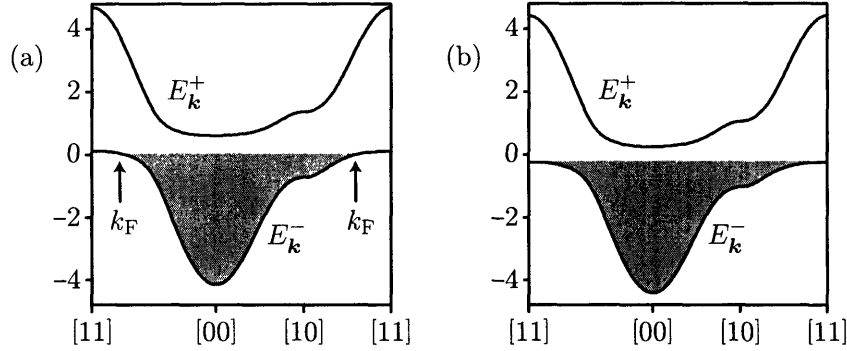 (a)
4
2
0
−2
−4
E_k^+
E_k^−
k_F
k_F
[11]
[00]
[10]
[11]
(b)
4
2
0
−2
−4
E_k^+
E_k^−
[11]
[00]
[10]
[11]